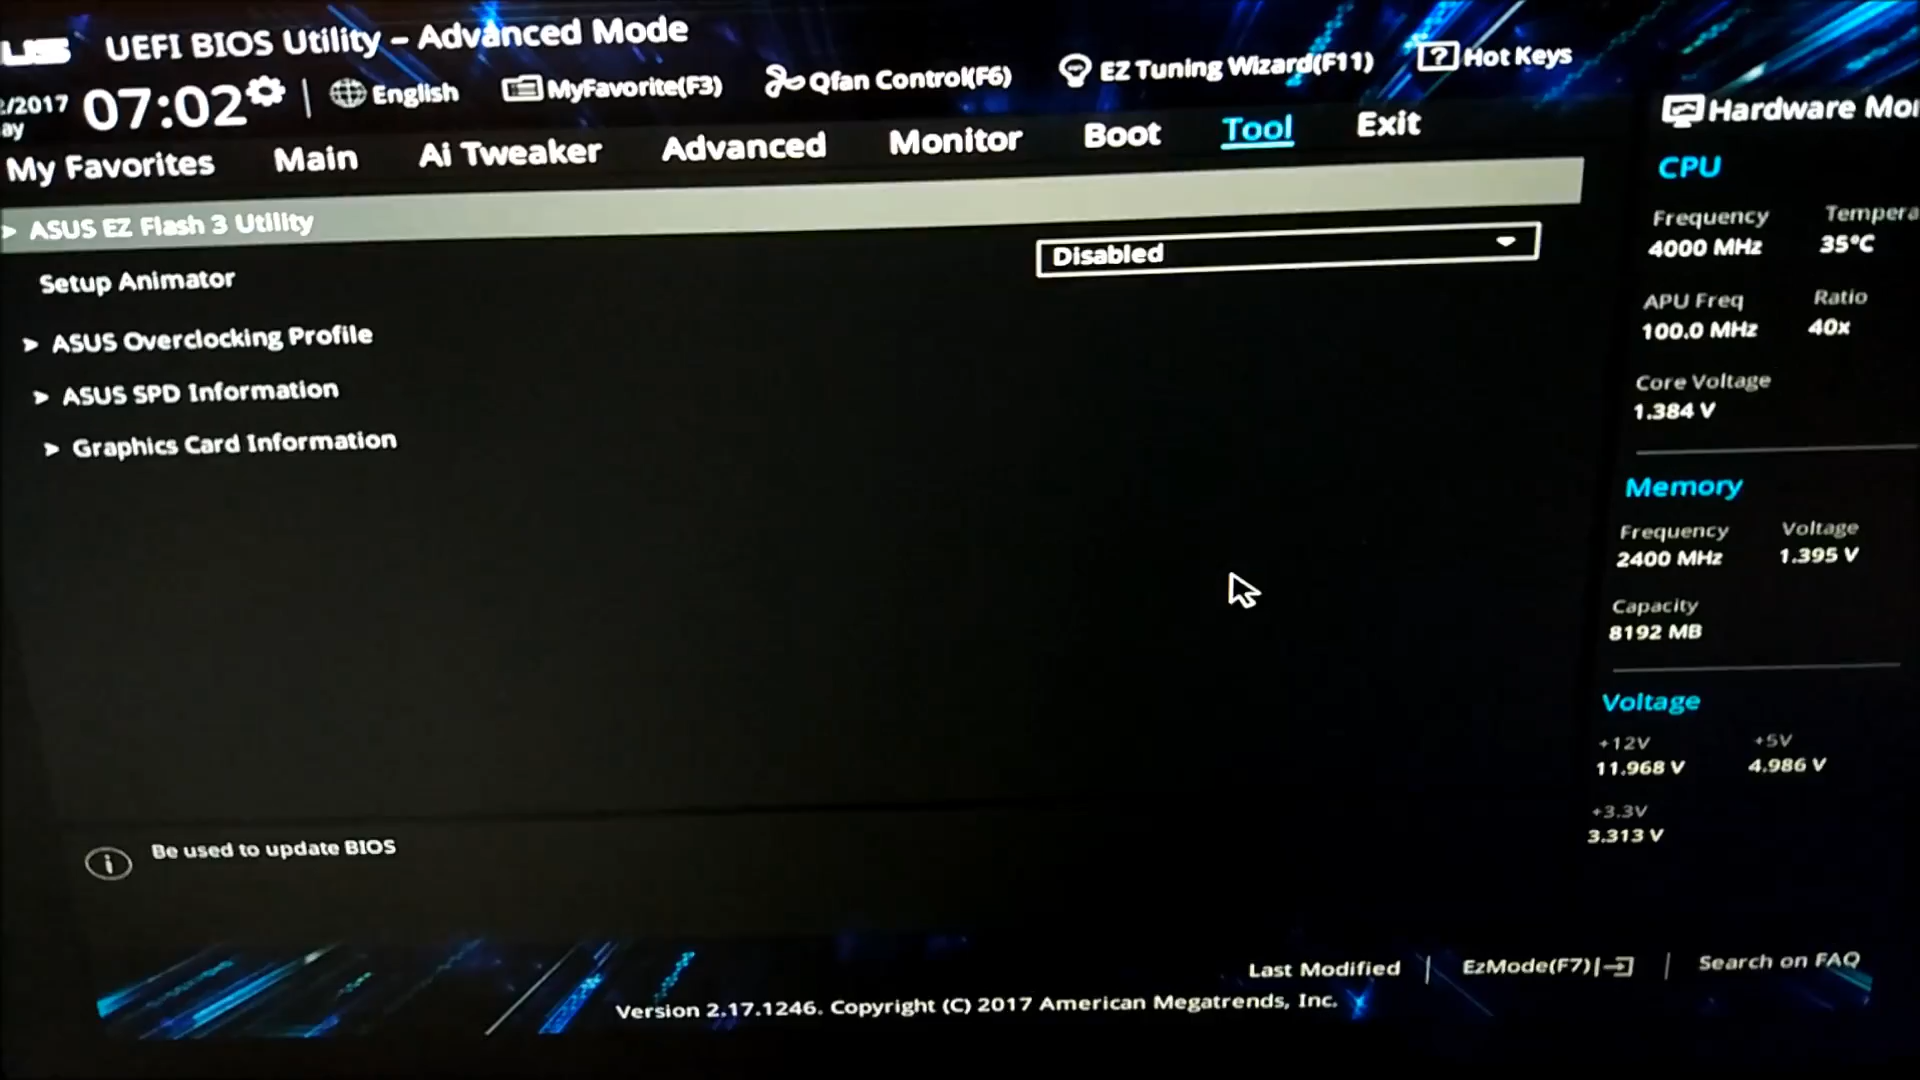 UEFI BIOS Utility – Advanced Mode
/2017
ay
07:02
English
MyFavorite(F3)
Qfan Control(F6)
EZ Tuning Wizard(F11)
? Hot Keys
My Favorites
Main
Ai Tweaker
Advanced
Monitor
Boot
Tool
Exit
ASUS EZ Flash 3 Utility
Setup Animator
Disabled
ASUS Overclocking Profile
ASUS SPD Information
Graphics Card Information
Hardware Mo
CPU
Frequency Tempera
4000 MHz 35°C
APU Freq Ratio
100.0 MHz 40x
Core Voltage
1.384 V
Memory
Frequency Voltage
2400 MHz 1.395 V
Capacity
8192 MB
Voltage
+12V +5V
11.968 V 4.986 V
+3.3V
3.313 V
i Be used to update BIOS
Last Modified
EzMode(F7)
Search on FAQ
Version 2.17.1246. Copyright (C) 2017 American Megatrends, Inc.